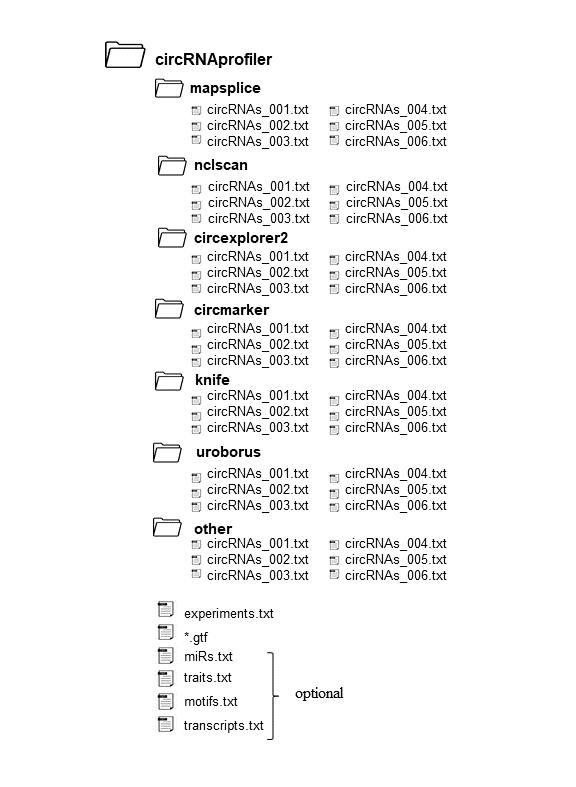 circRNAprofiler
mapsplice
circRNAs_001.txt circRNAs_004.txt
circRNAs_002.txt circRNAs_005.txt
circRNAs_003.txt circRNAs_006.txt
nclscan
circRNAs_001.txt circRNAs_004.txt
circRNAs_002.txt circRNAs_005.txt
circRNAs_003.txt circRNAs_006.txt
circexplorer2
circRNAs_001.txt circRNAs_004.txt
circRNAs_002.txt circRNAs_005.txt
circRNAs_003.txt circRNAs_006.txt
circmarker
circRNAs_001.txt circRNAs_004.txt
circRNAs_002.txt circRNAs_005.txt
circRNAs_003.txt circRNAs_006.txt
knife
circRNAs_001.txt circRNAs_004.txt
circRNAs_002.txt circRNAs_005.txt
circRNAs_003.txt circRNAs_006.txt
uroborus
circRNAs_001.txt circRNAs_004.txt
circRNAs_002.txt circRNAs_005.txt
circRNAs_003.txt circRNAs_006.txt
other
circRNAs_001.txt circRNAs_004.txt
circRNAs_002.txt circRNAs_005.txt
circRNAs_003.txt circRNAs_006.txt
experiments.txt
*.gtf
miRs.txt
traits.txt
optional
motifs.txt
transcripts.txt